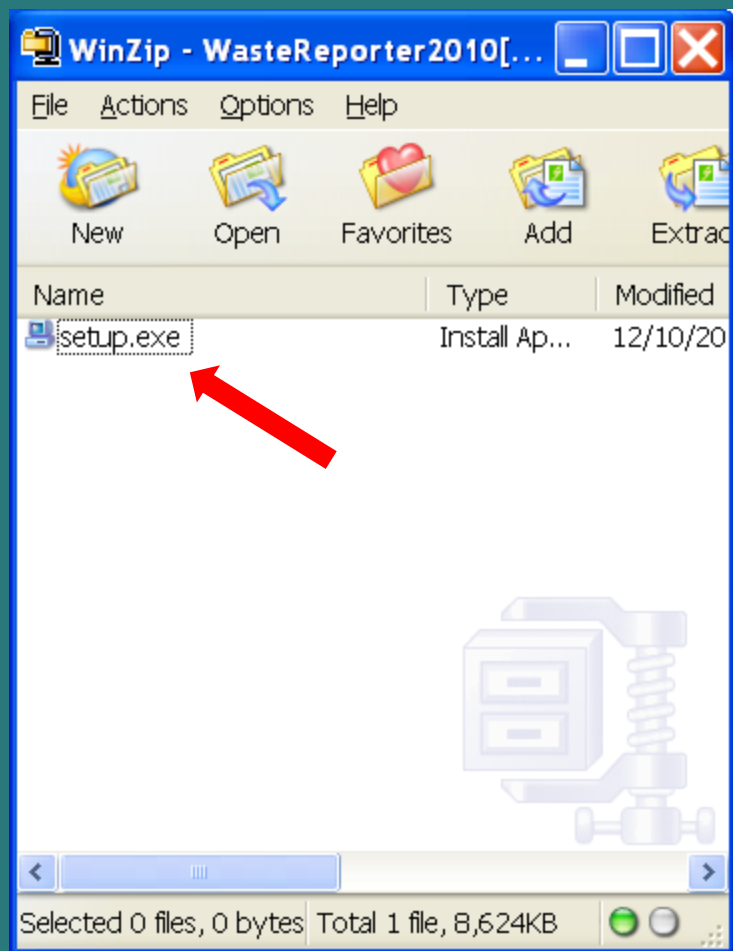 WinZip - WasteReporter2010[...
File Actions Options Help
New Open Favorites Add Extrac
Name Type Modified
setup.exe Install Ap... 12/10/20
Selected 0 files, 0 bytes Total 1 file, 8,624KB